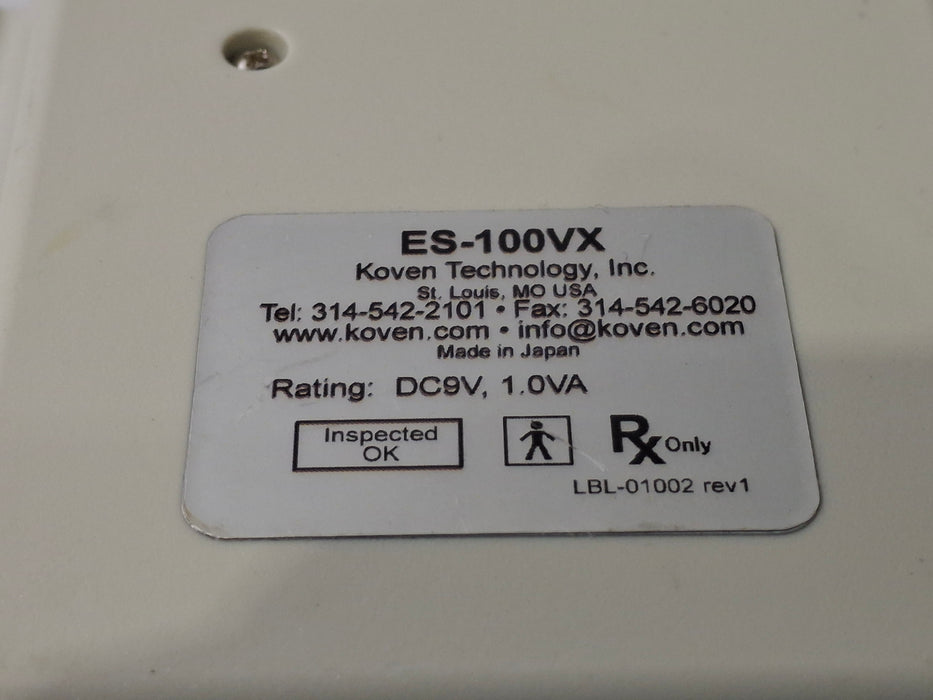 ES-100VX
Koven Technology, Inc.
St. Louis, MO USA
Tel: 314-542-2101 • Fax: 314-542-6020
www.koven.com • info@koven.com
Made in Japan
Rating: DC9V, 1.0VA
Inspected
OK
Rx Only
LBL-01002 rev1